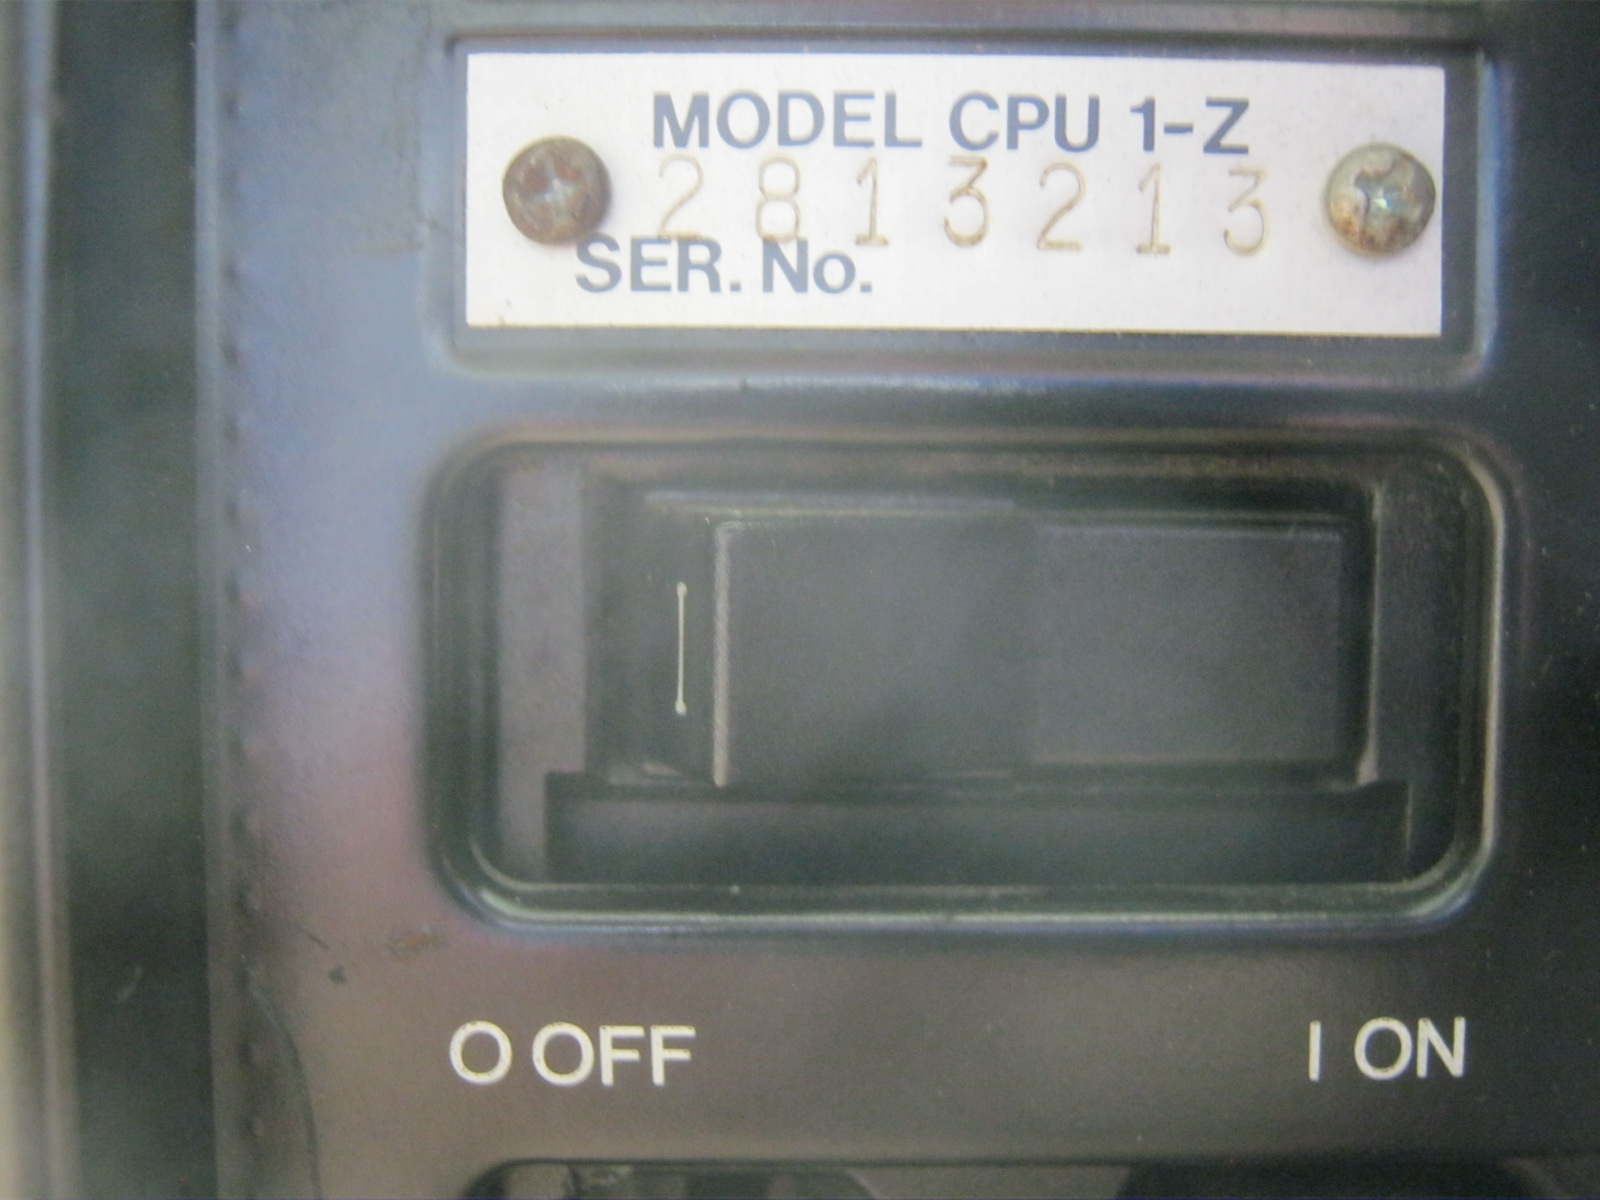 MODEL CPU 1-Z
2813213
SER. No.
O OFF
I ON